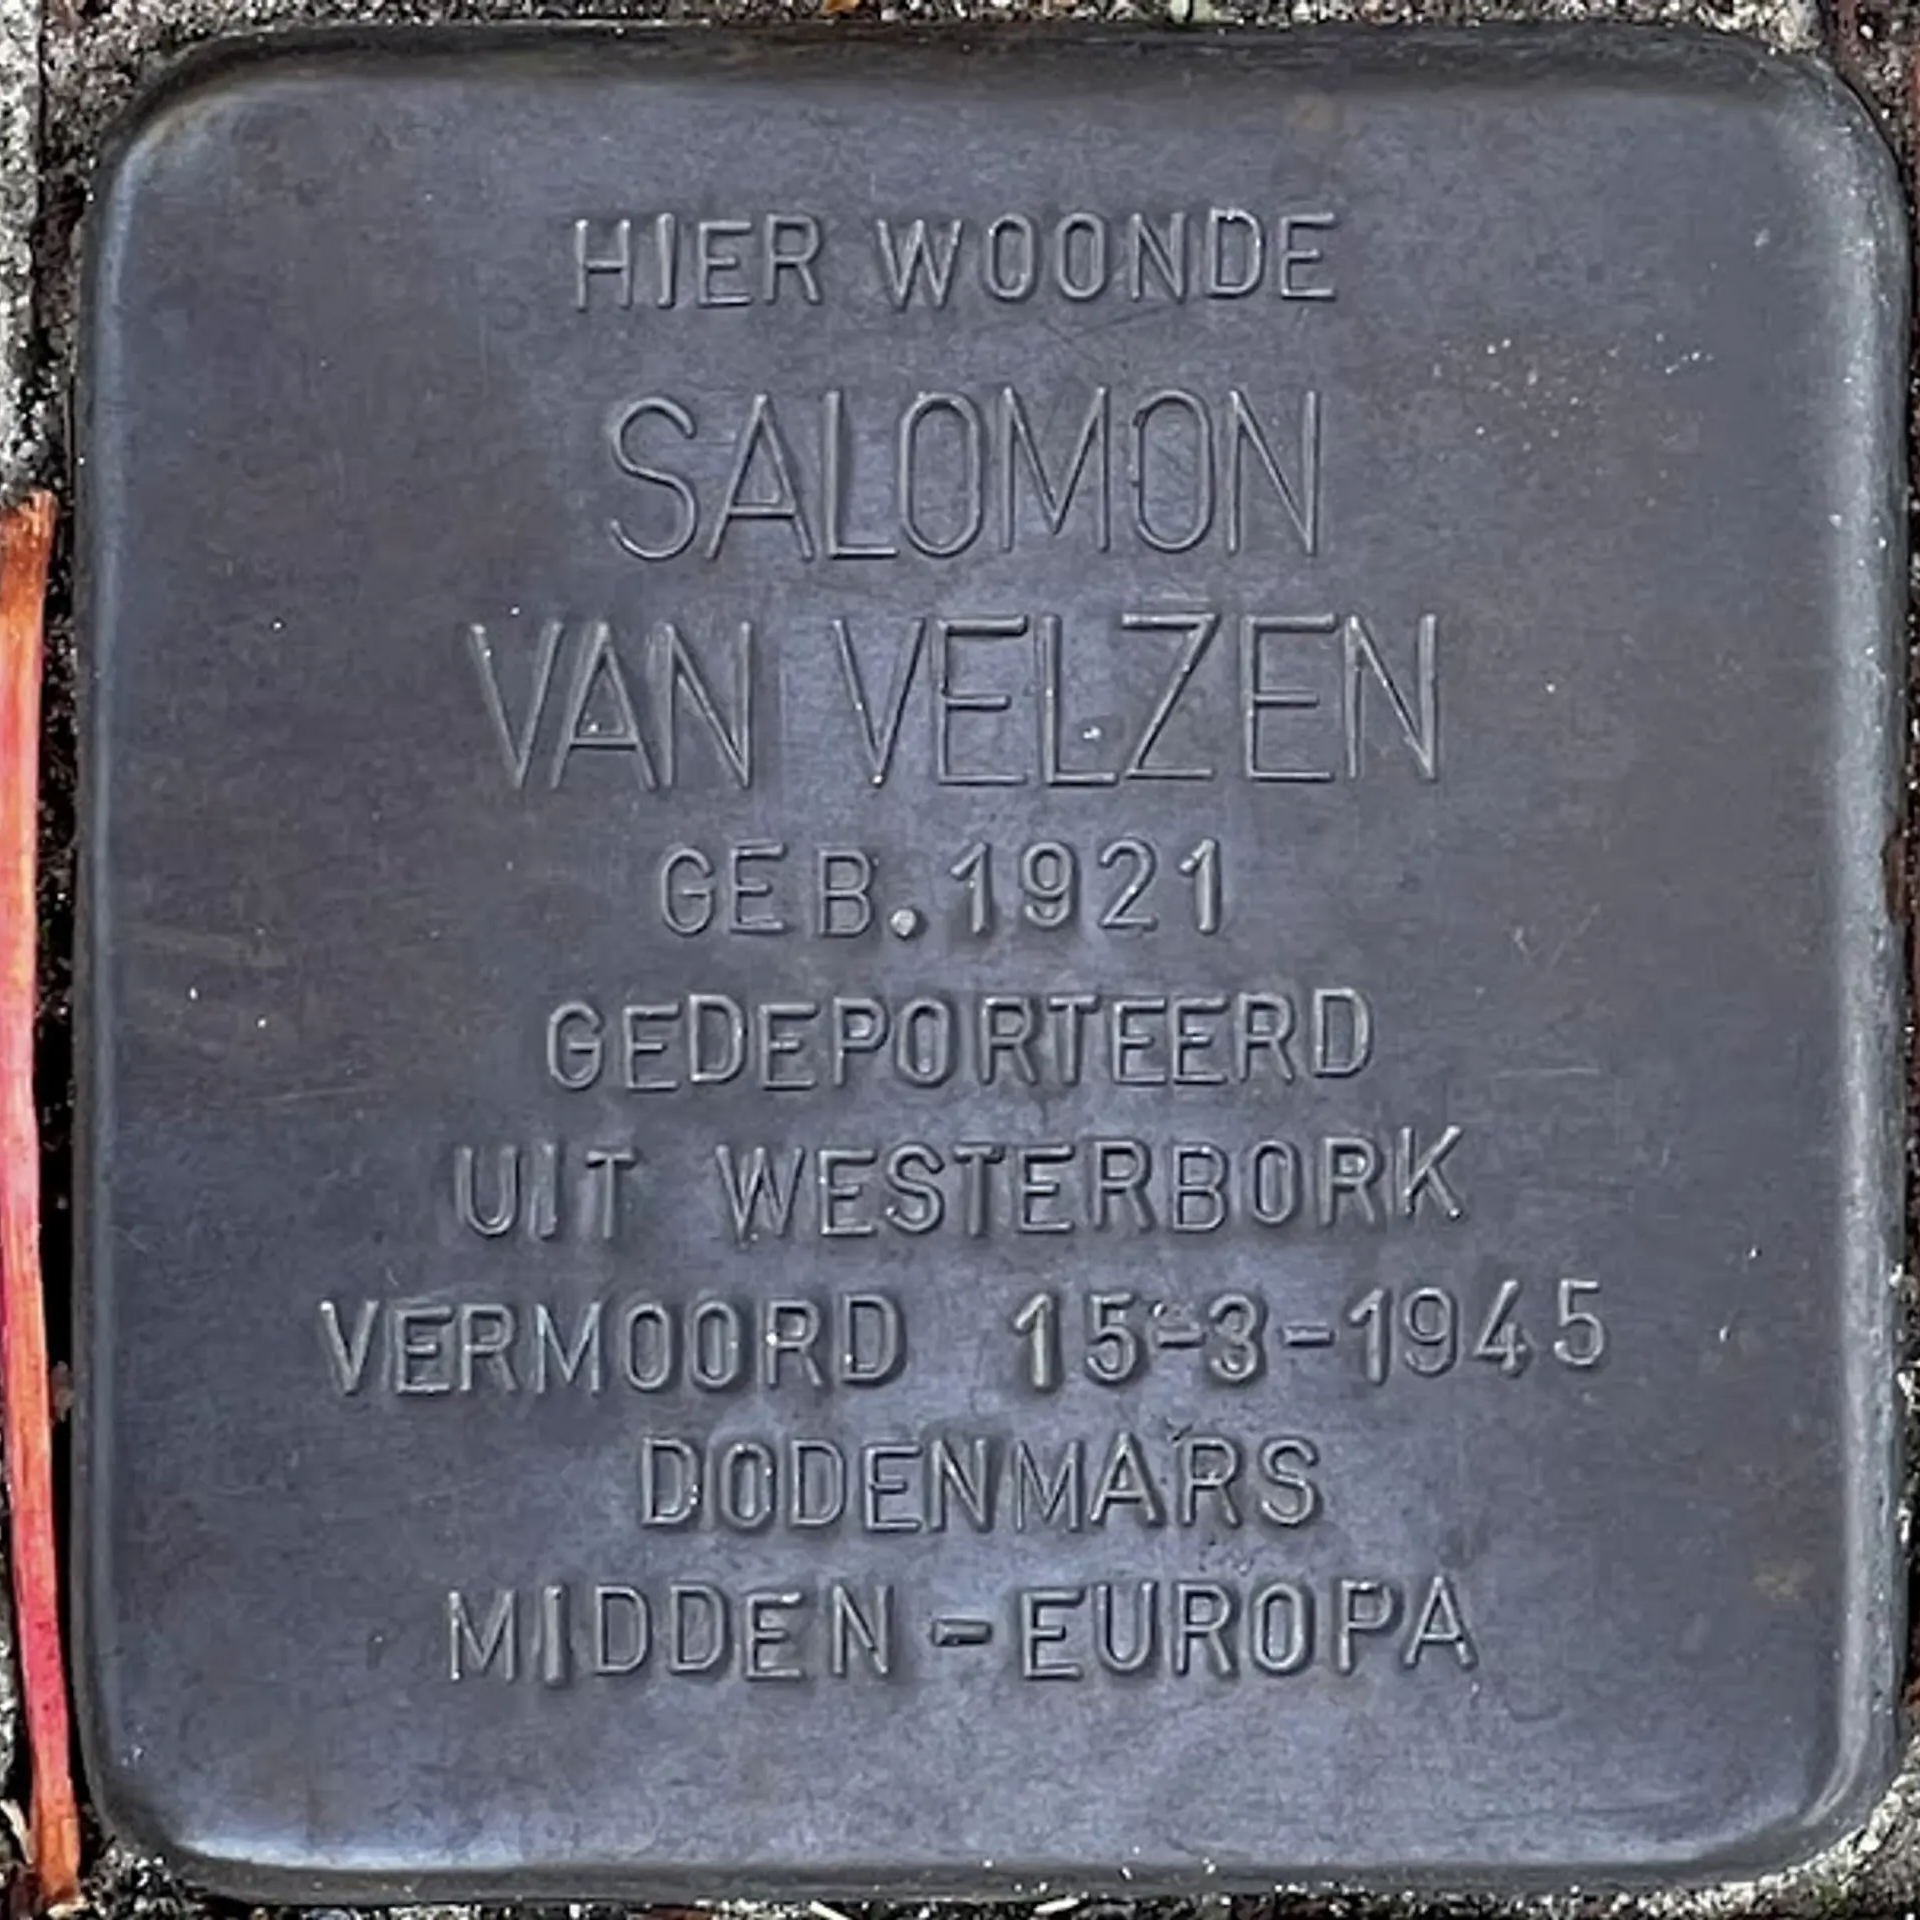 HIER WOONDE
SALOMON
VAN VELZEN
GEB. 1921
GEDEPORTEERD
UIT WESTERBORK
VERMOORD 15-3-1945
DODENMARS
MIDDEN-EUROPA